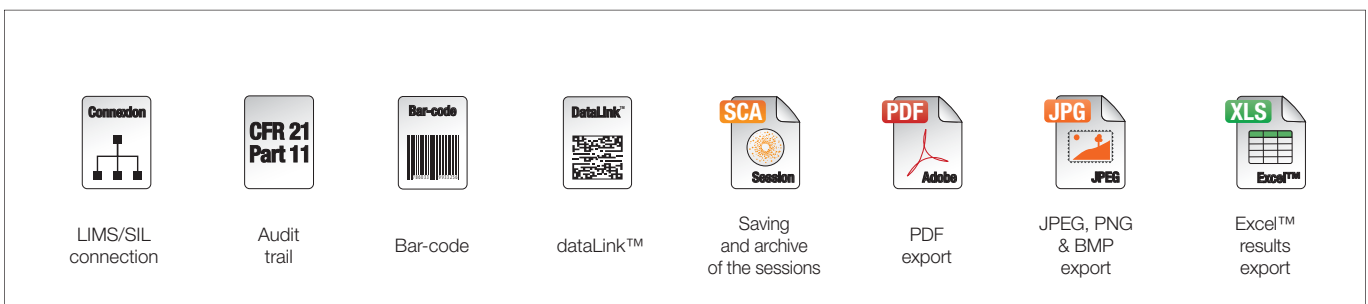 Connexion
LIMS/SIL
connection
CFR 21
Part 11
Audit
trail
Bar-code
Bar-code
DataLink™
dataLink™
SCA
Session
Saving
and archive
of the sessions
PDF
Adobe
PDF
export
JPG
JPEG
JPEG, PNG
& BMP
export
XLS
Excel™
Excel™
results
export